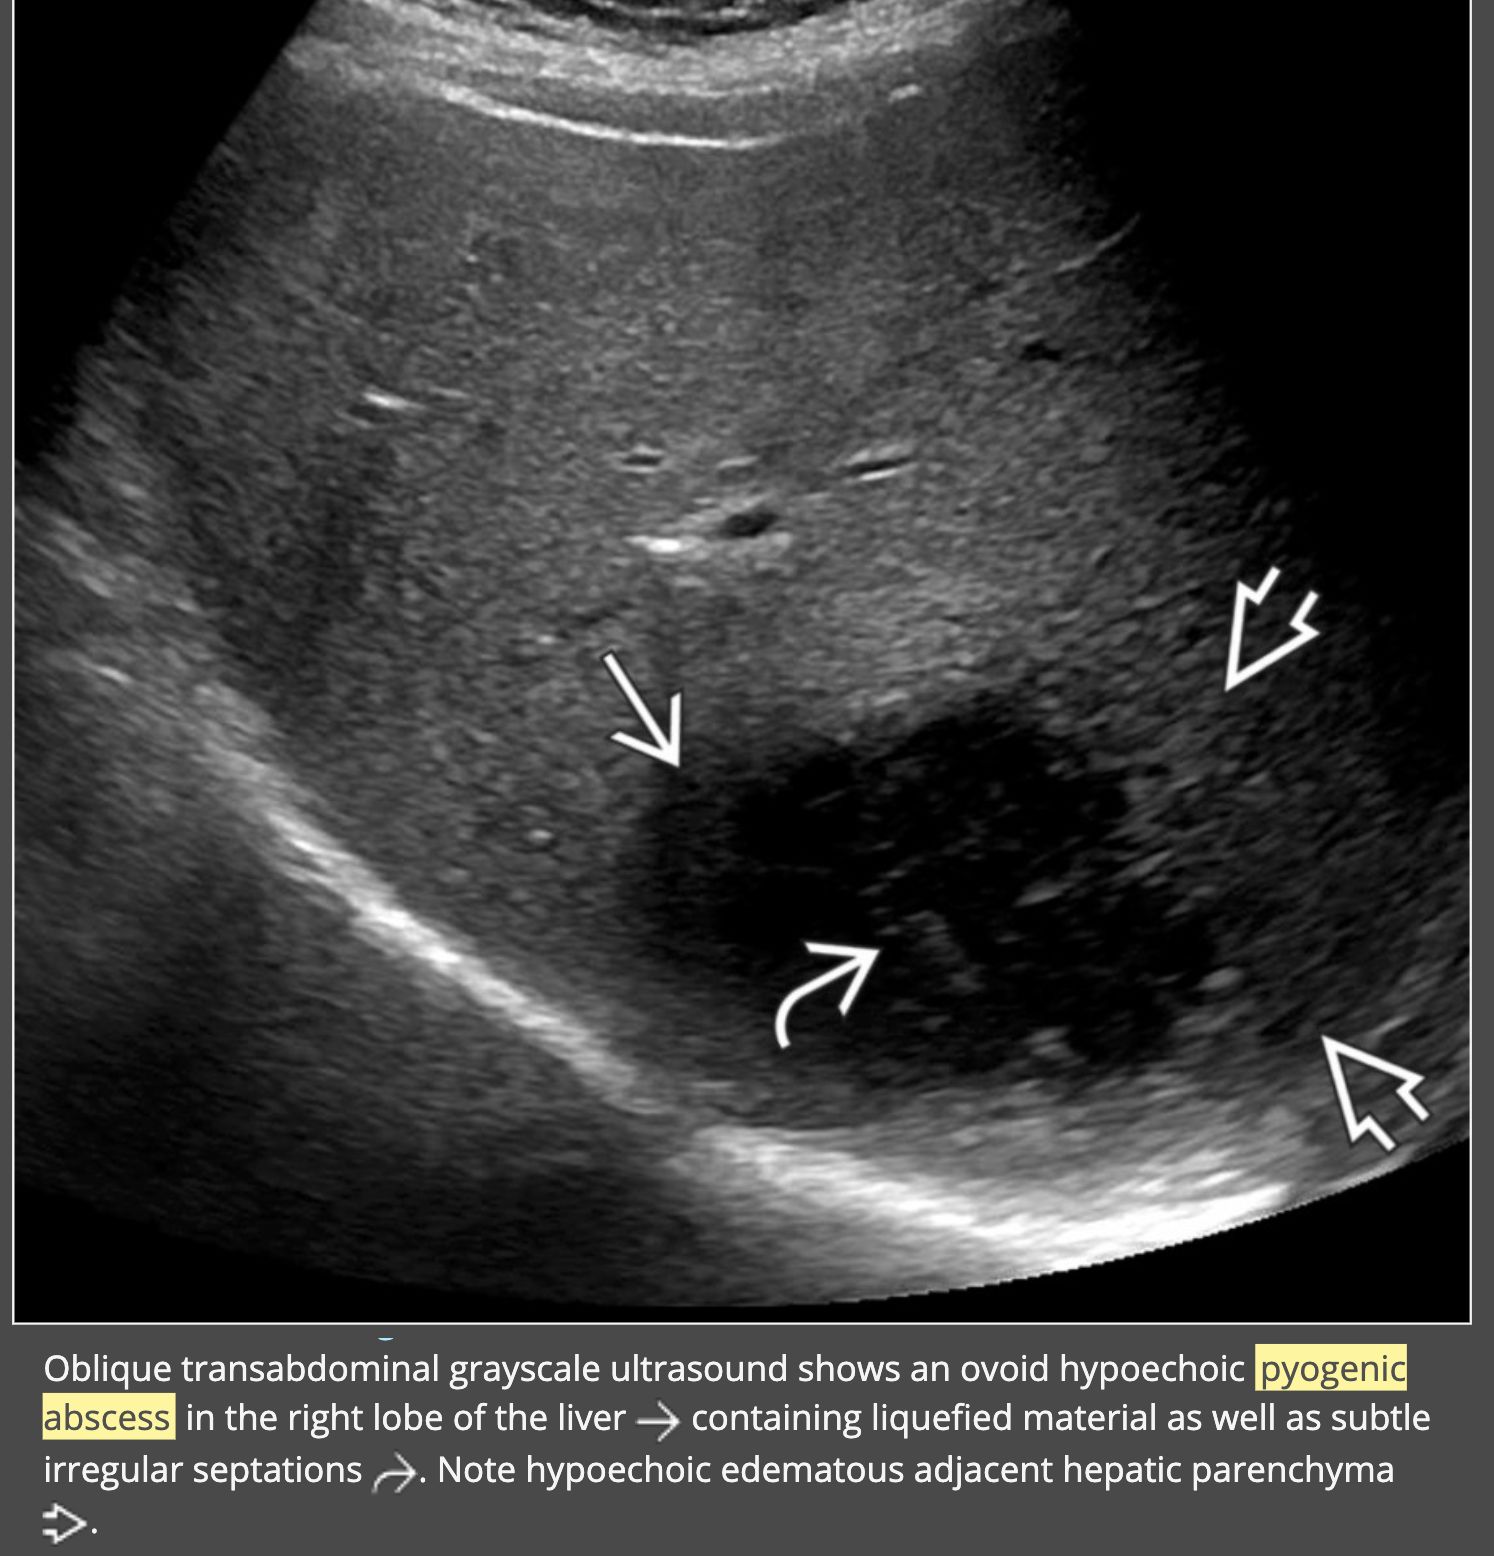 Oblique transabdominal grayscale ultrasound shows an ovoid hypoechoic pyogenic
abscess in the right lobe of the liver → containing liquefied material as well as subtle
irregular septations ↷. Note hypoechoic edematous adjacent hepatic parenchyma
⇨.